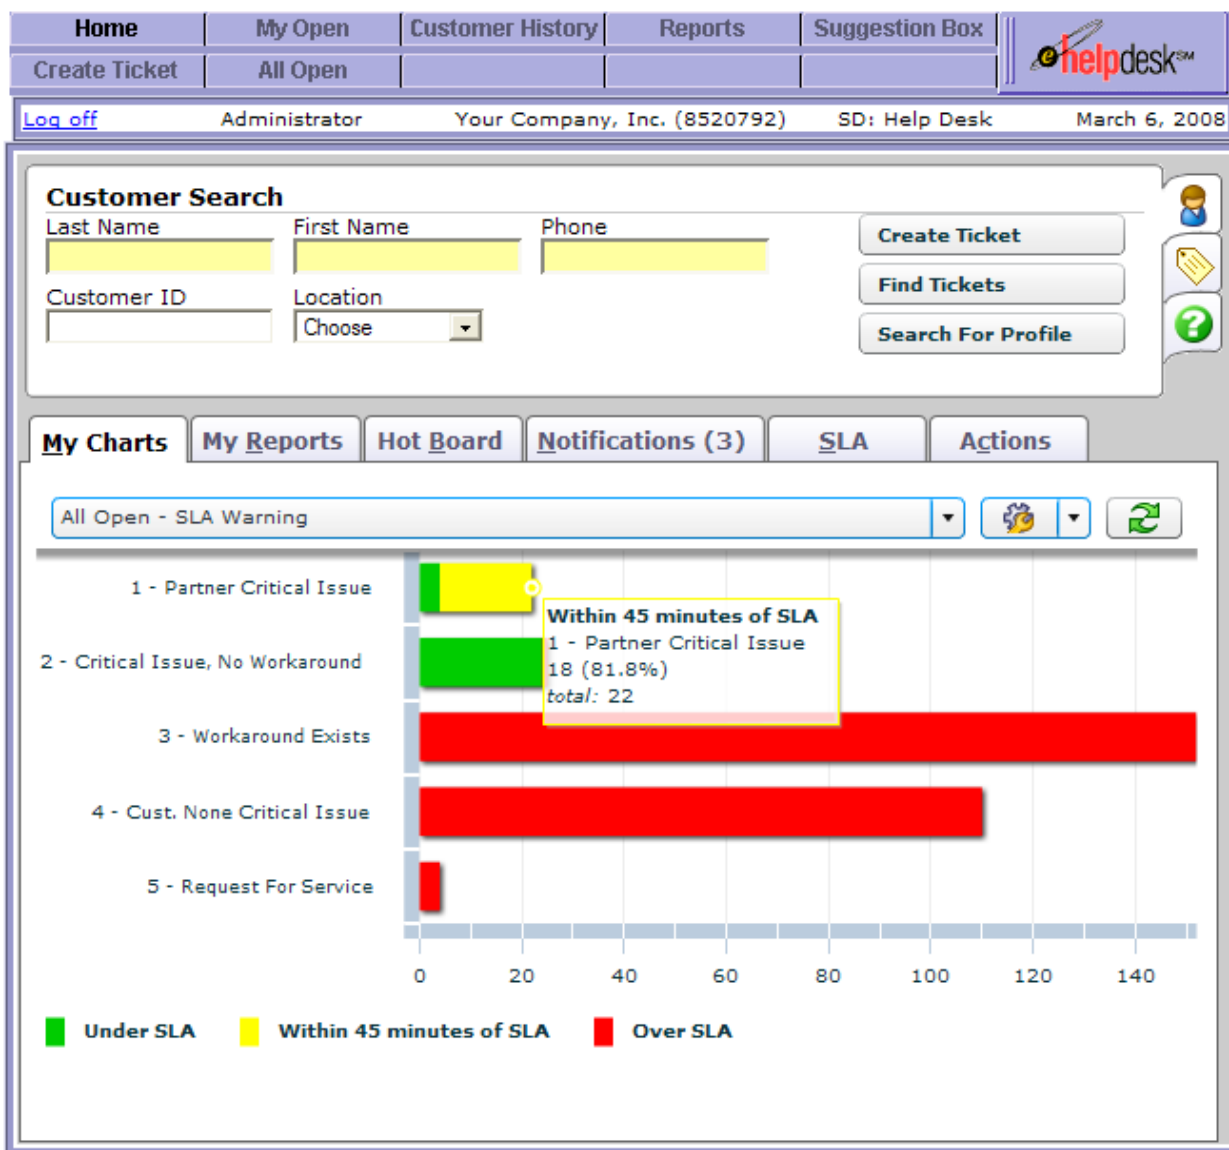 Home My Open Customer History Reports Suggestion Box
Create Ticket All Open
ehelpdesk SM
Log off Administrator Your Company, Inc. (8520792) SD: Help Desk March 6, 2008
Customer Search
Last Name First Name Phone
Create Ticket
Find Tickets
Customer ID Location
Choose
Search For Profile
My Charts My Reports Hot Board Notifications (3) SLA Actions
All Open - SLA Warning
1 - Partner Critical Issue
Within 45 minutes of SLA
1 - Partner Critical Issue
18 (81.8%)
total: 22
2 - Critical Issue, No Workaround
3 - Workaround Exists
4 - Cust. None Critical Issue
5 - Request For Service
0 20 40 60 80 100 120 140
Under SLA Within 45 minutes of SLA Over SLA